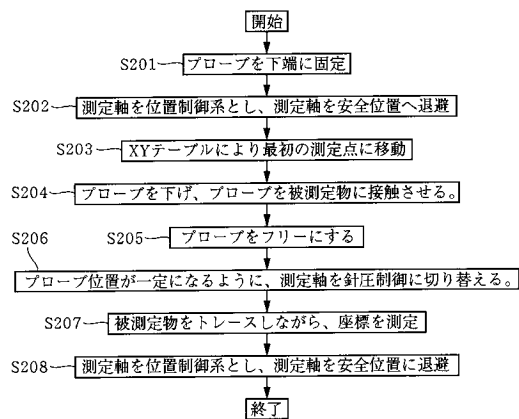 開始
S201
プローブを下端に固定
S202
測定軸を位置制御系とし、測定軸を安全位置へ退避
S203
XYテーブルにより最初の測定点に移動
S204
プローブを下げ、プローブを被測定物に接触させる。
S206
S205
プローブをフリーにする
プローブ位置が一定になるように、測定軸を針圧制御に切り替える。
S207
被測定物をトレースしながら、座標を測定
S208
測定軸を位置制御系とし、測定軸を安全位置に退避
終了